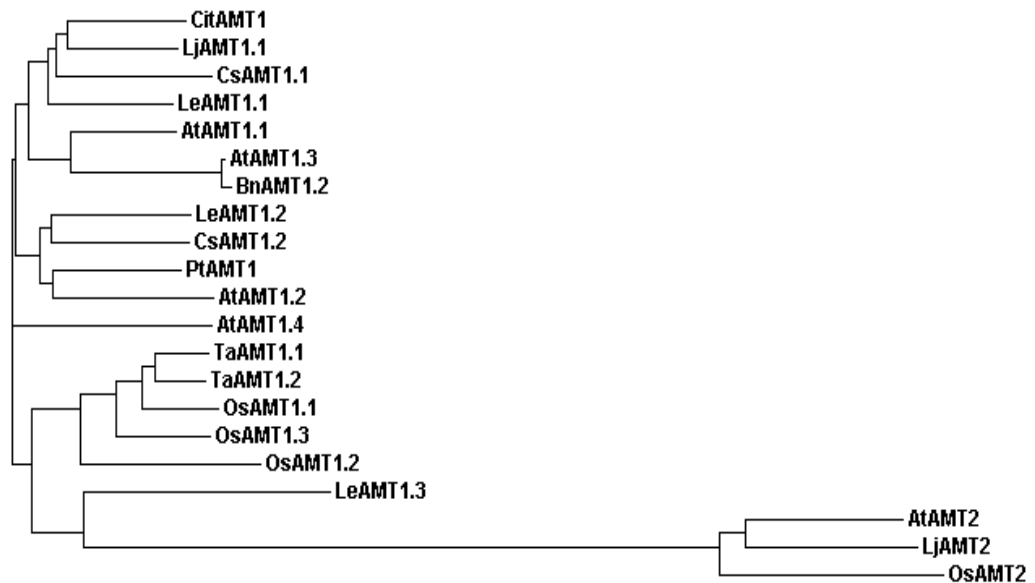 CitAMT1
LjAMT1.1
CsAMT1.1
LeAMT1.1
AtAMT1.1
AtAMT1.3
BnAMT1.2
LeAMT1.2
CsAMT1.2
PtAMT1
AtAMT1.2
AtAMT1.4
TaAMT1.1
TaAMT1.2
OsAMT1.1
OsAMT1.3
OsAMT1.2
LeAMT1.3
AtAMT2
LjAMT2
OsAMT2